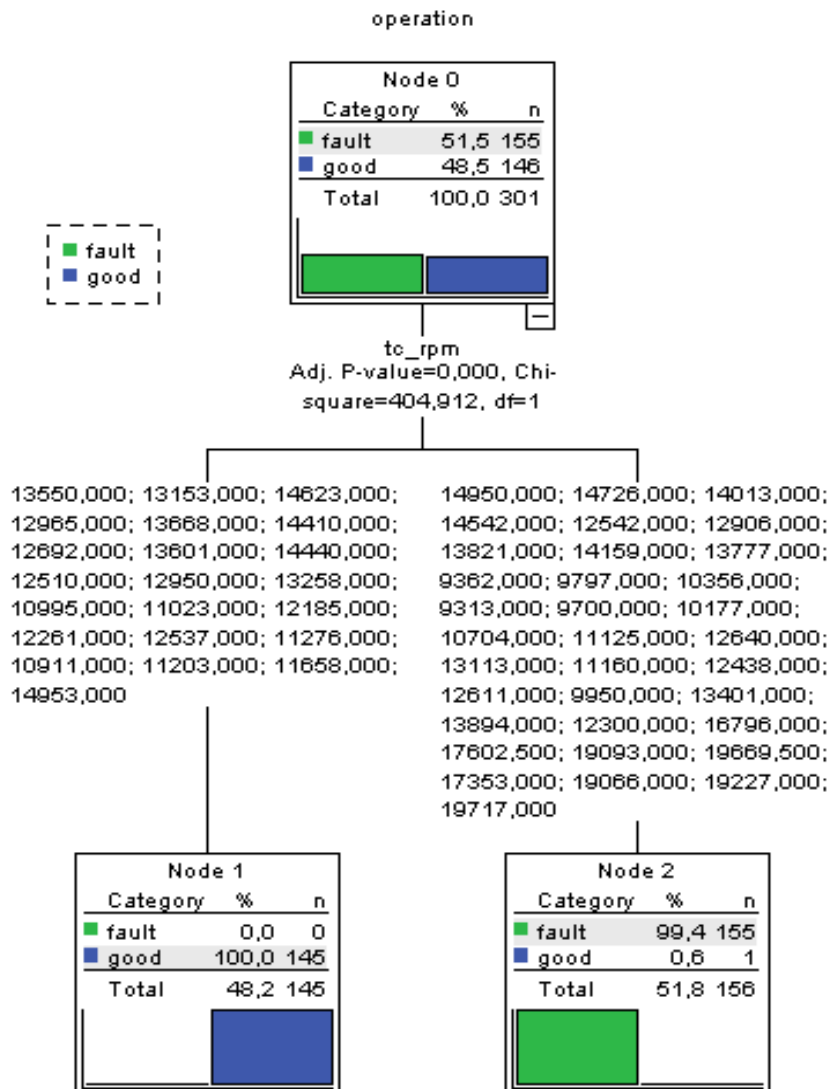 operation
Node 0
Category % n
fault 51,5 155
good 48,5 146
Total 100,0 301
fault
good
tc_rpm
Adj. P-value=0,000, Chi-
square=404,912, df=1
13550,000; 13153,000; 14623,000;
12965,000; 13668,000; 14410,000;
12692,000; 13601,000; 14440,000;
12510,000; 12950,000; 13258,000;
10995,000; 11023,000; 12185,000;
12261,000; 12537,000; 11276,000;
10911,000; 11203,000; 11658,000;
14953,000
14950,000; 14726,000; 14013,000;
14542,000; 12542,000; 12906,000;
13821,000; 14159,000; 13777,000;
9362,000; 9797,000; 10356,000;
9313,000; 9700,000; 10177,000;
10704,000; 11125,000; 12640,000;
13113,000; 11160,000; 12438,000;
12611,000; 9950,000; 13401,000;
13894,000; 12300,000; 16796,000;
17602,500; 19093,000; 19669,500;
17353,000; 19066,000; 19227,000;
19717,000
Node 1
Category % n
fault 0,0 0
good 100,0 145
Total 48,2 145
Node 2
Category % n
fault 99,4 155
good 0,6 1
Total 51,8 156